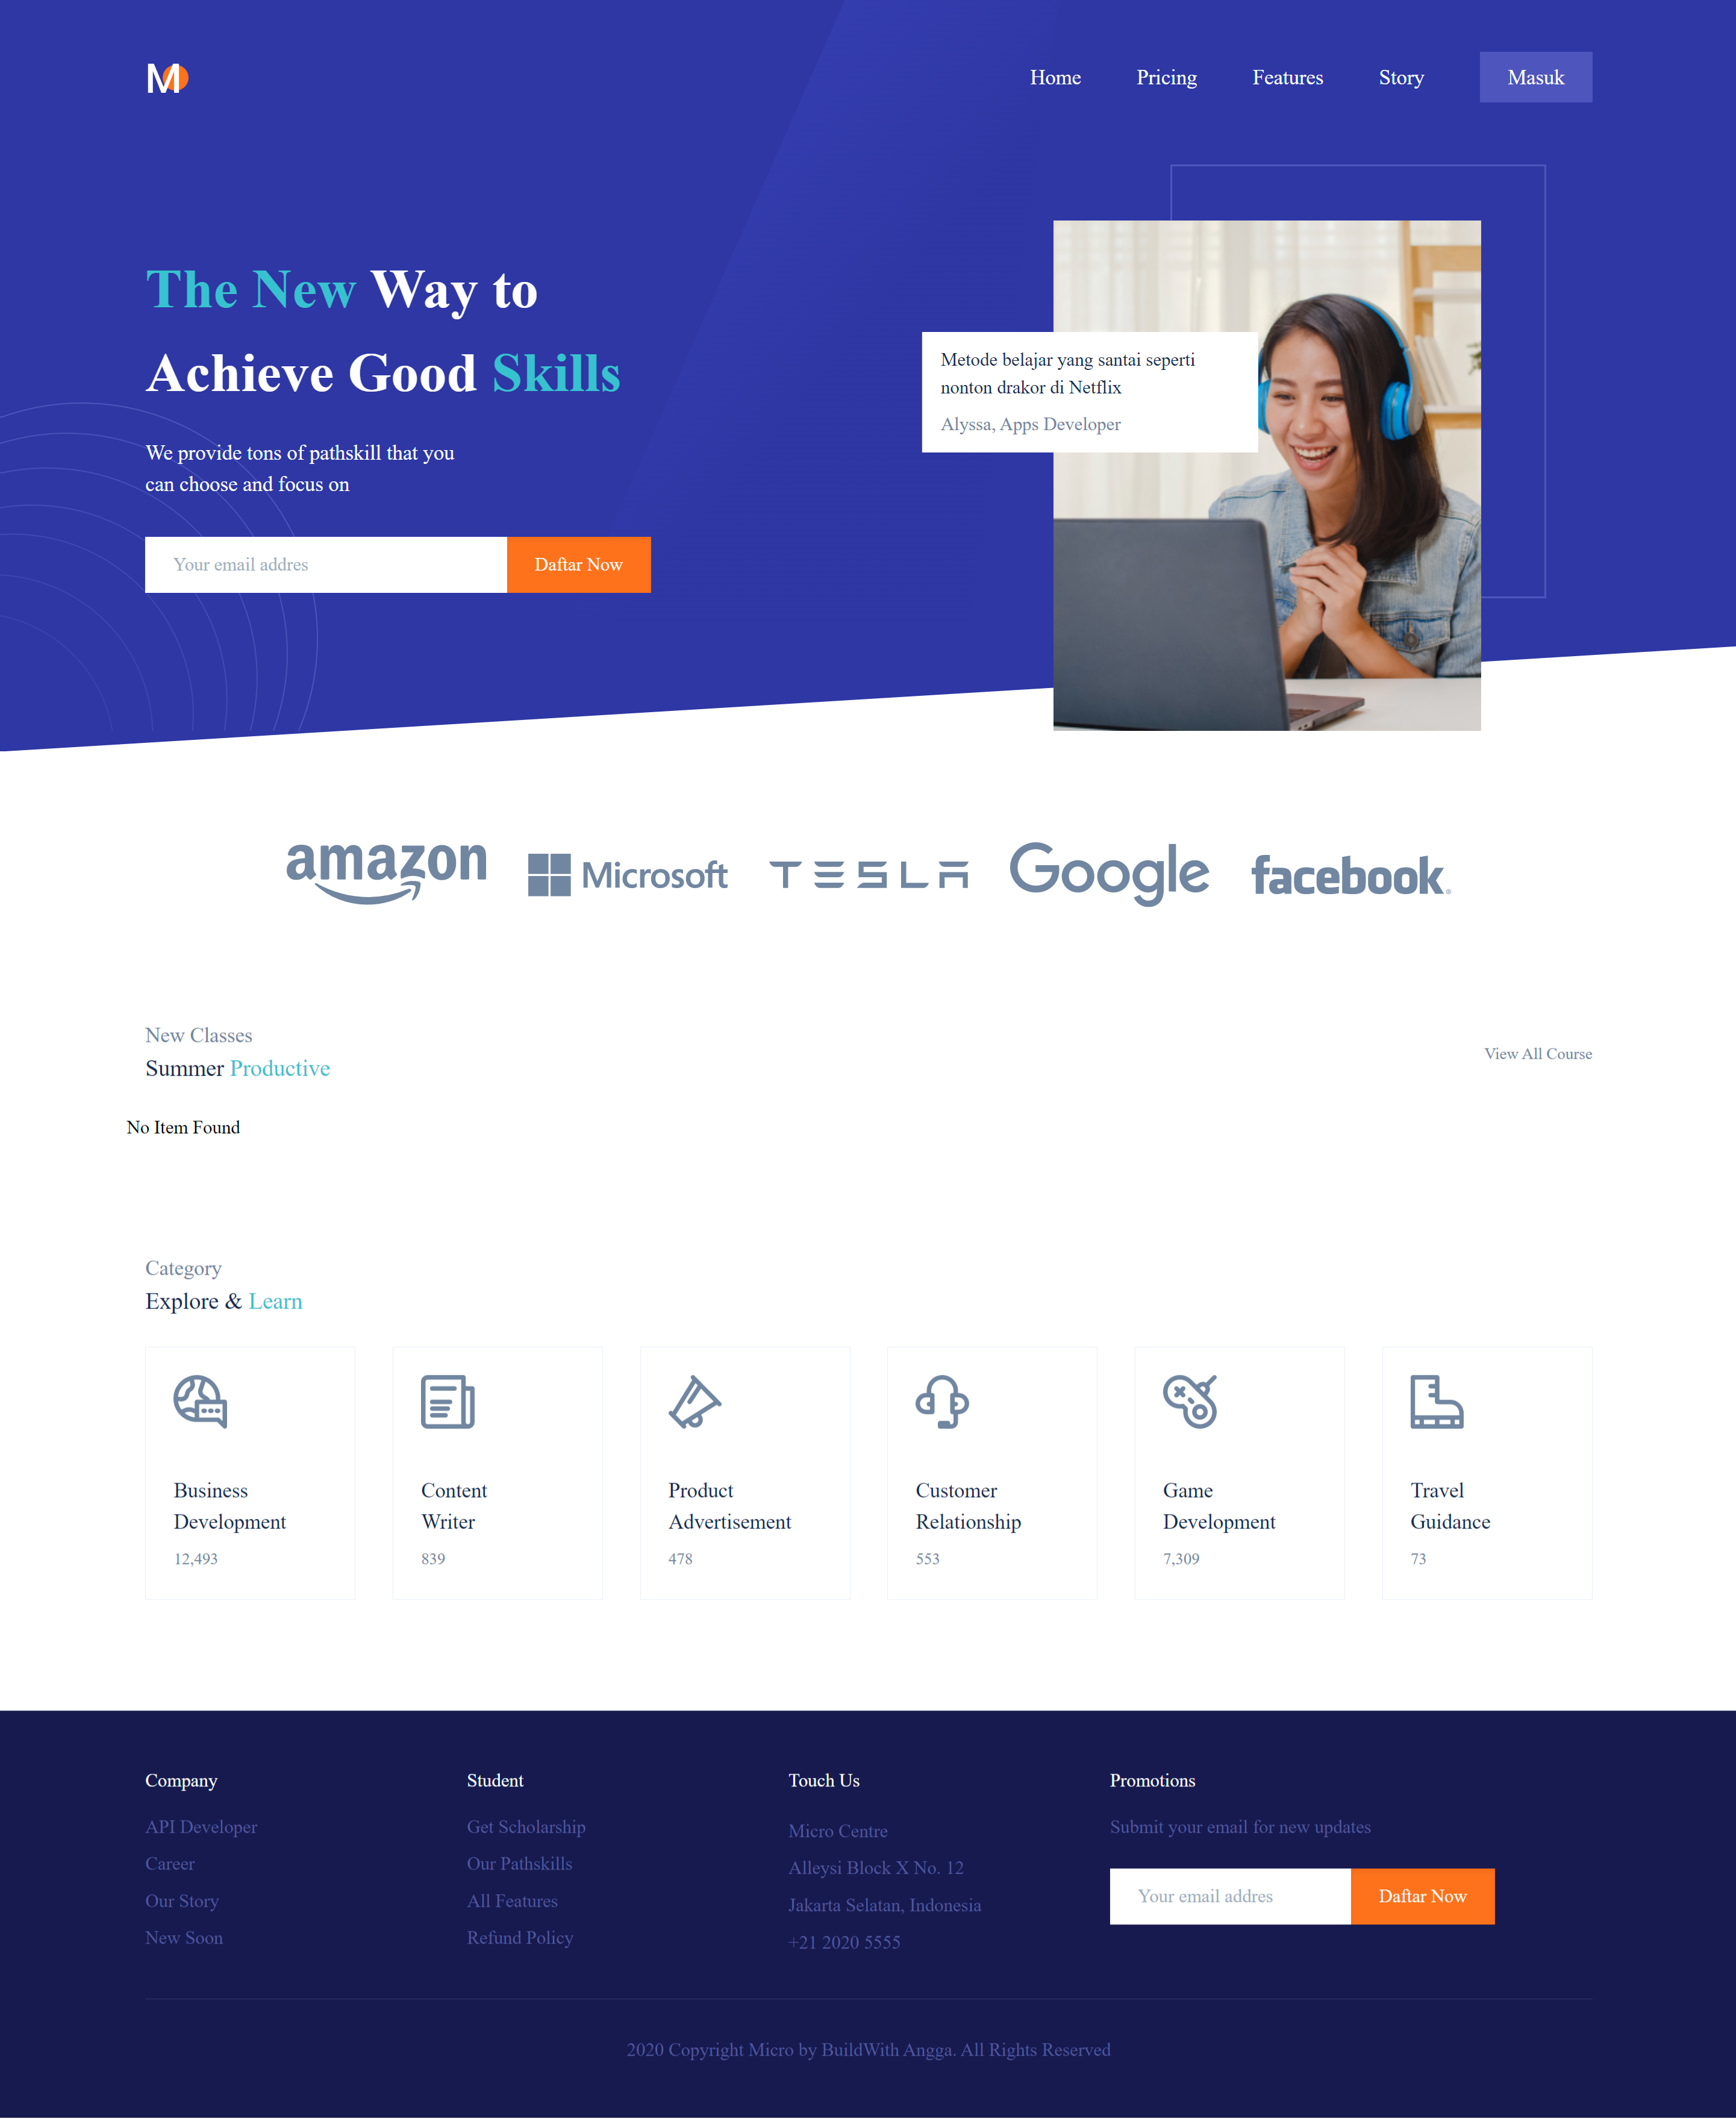 M
Home
Pricing
Features
Story
Masuk
The New Way to
Achieve Good Skills
We provide tons of pathskill that you
can choose and focus on
Your email addres
Daftar Now
Metode belajar yang santai seperti
nonton drakor di Netflix
Alyssa, Apps Developer
amazon
Microsoft
TESLA
Google
facebook.
New Classes
Summer Productive
View All Course
No Item Found
Category
Explore & Learn
Business
Development
12,493
Content
Writer
839
Product
Advertisement
478
Customer
Relationship
553
Game
Development
7,309
Travel
Guidance
73
Company
API Developer
Career
Our Story
New Soon
Student
Get Scholarship
Our Pathskills
All Features
Refund Policy
Touch Us
Micro Centre
Alleysi Block X No. 12
Jakarta Selatan, Indonesia
+21 2020 5555
Promotions
Submit your email for new updates
Your email addres
Daftar Now
2020 Copyright Micro by BuildWith Angga. All Rights Reserved